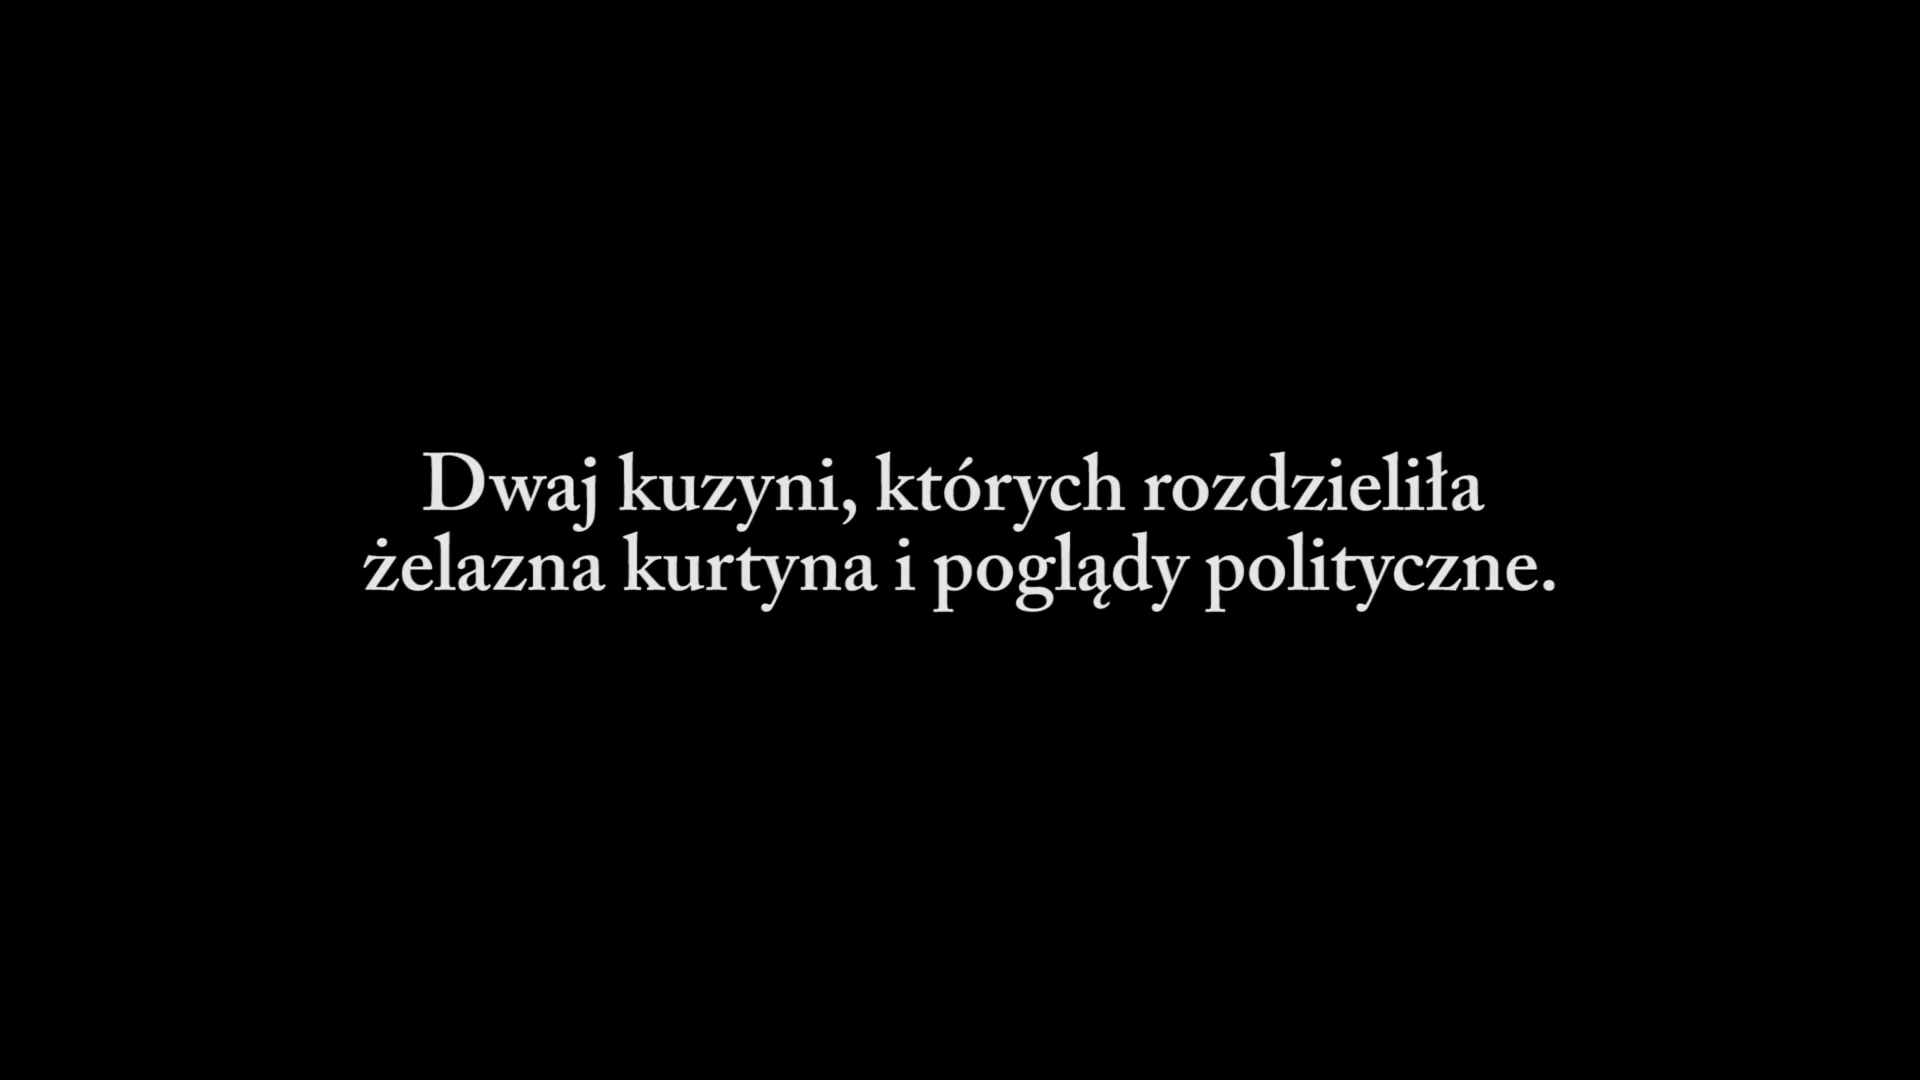 Dwaj kuzyni, których rozdzieliła
żelazna kurtyna i poglądy polityczne.